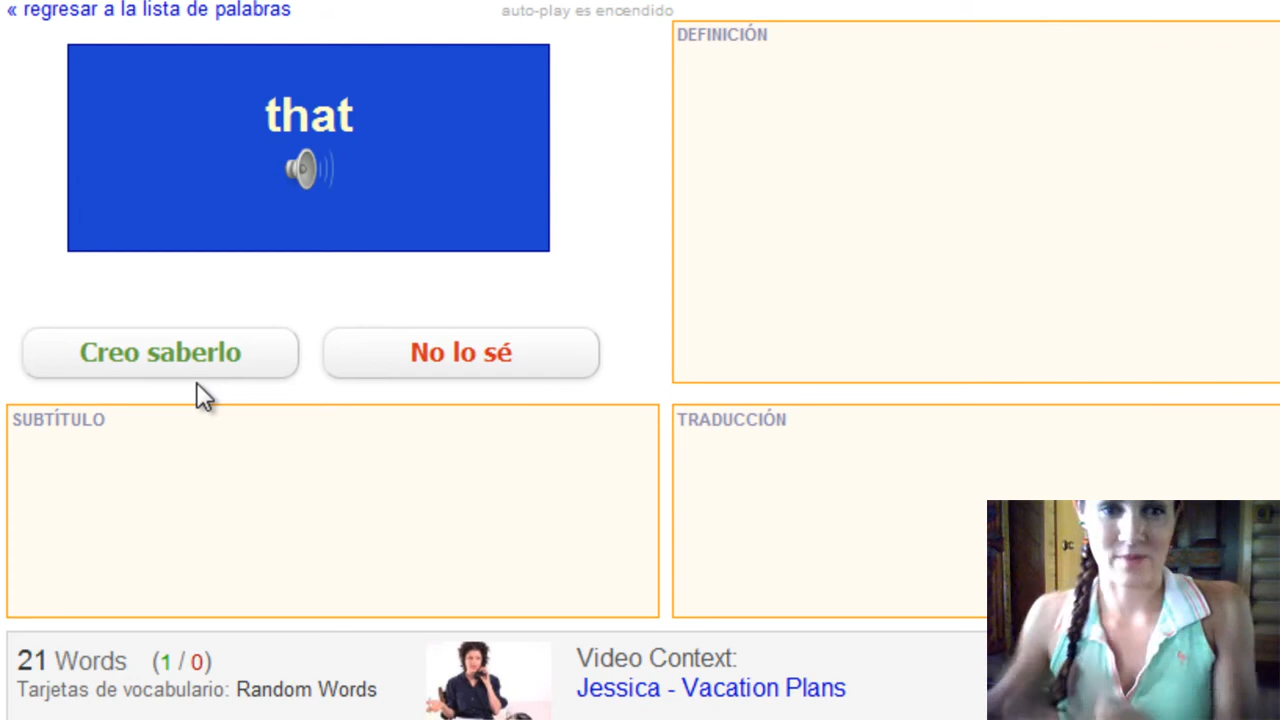 « regresar a la lista de palabras
auto-play es encendido
DEFINICIÓN
that
Creo saberlo
No lo sé
SUBTÍTULO
TRADUCCIÓN
21 Words (1 / 0)
Tarjetas de vocabulario: Random Words
Video Context:
Jessica - Vacation Plans